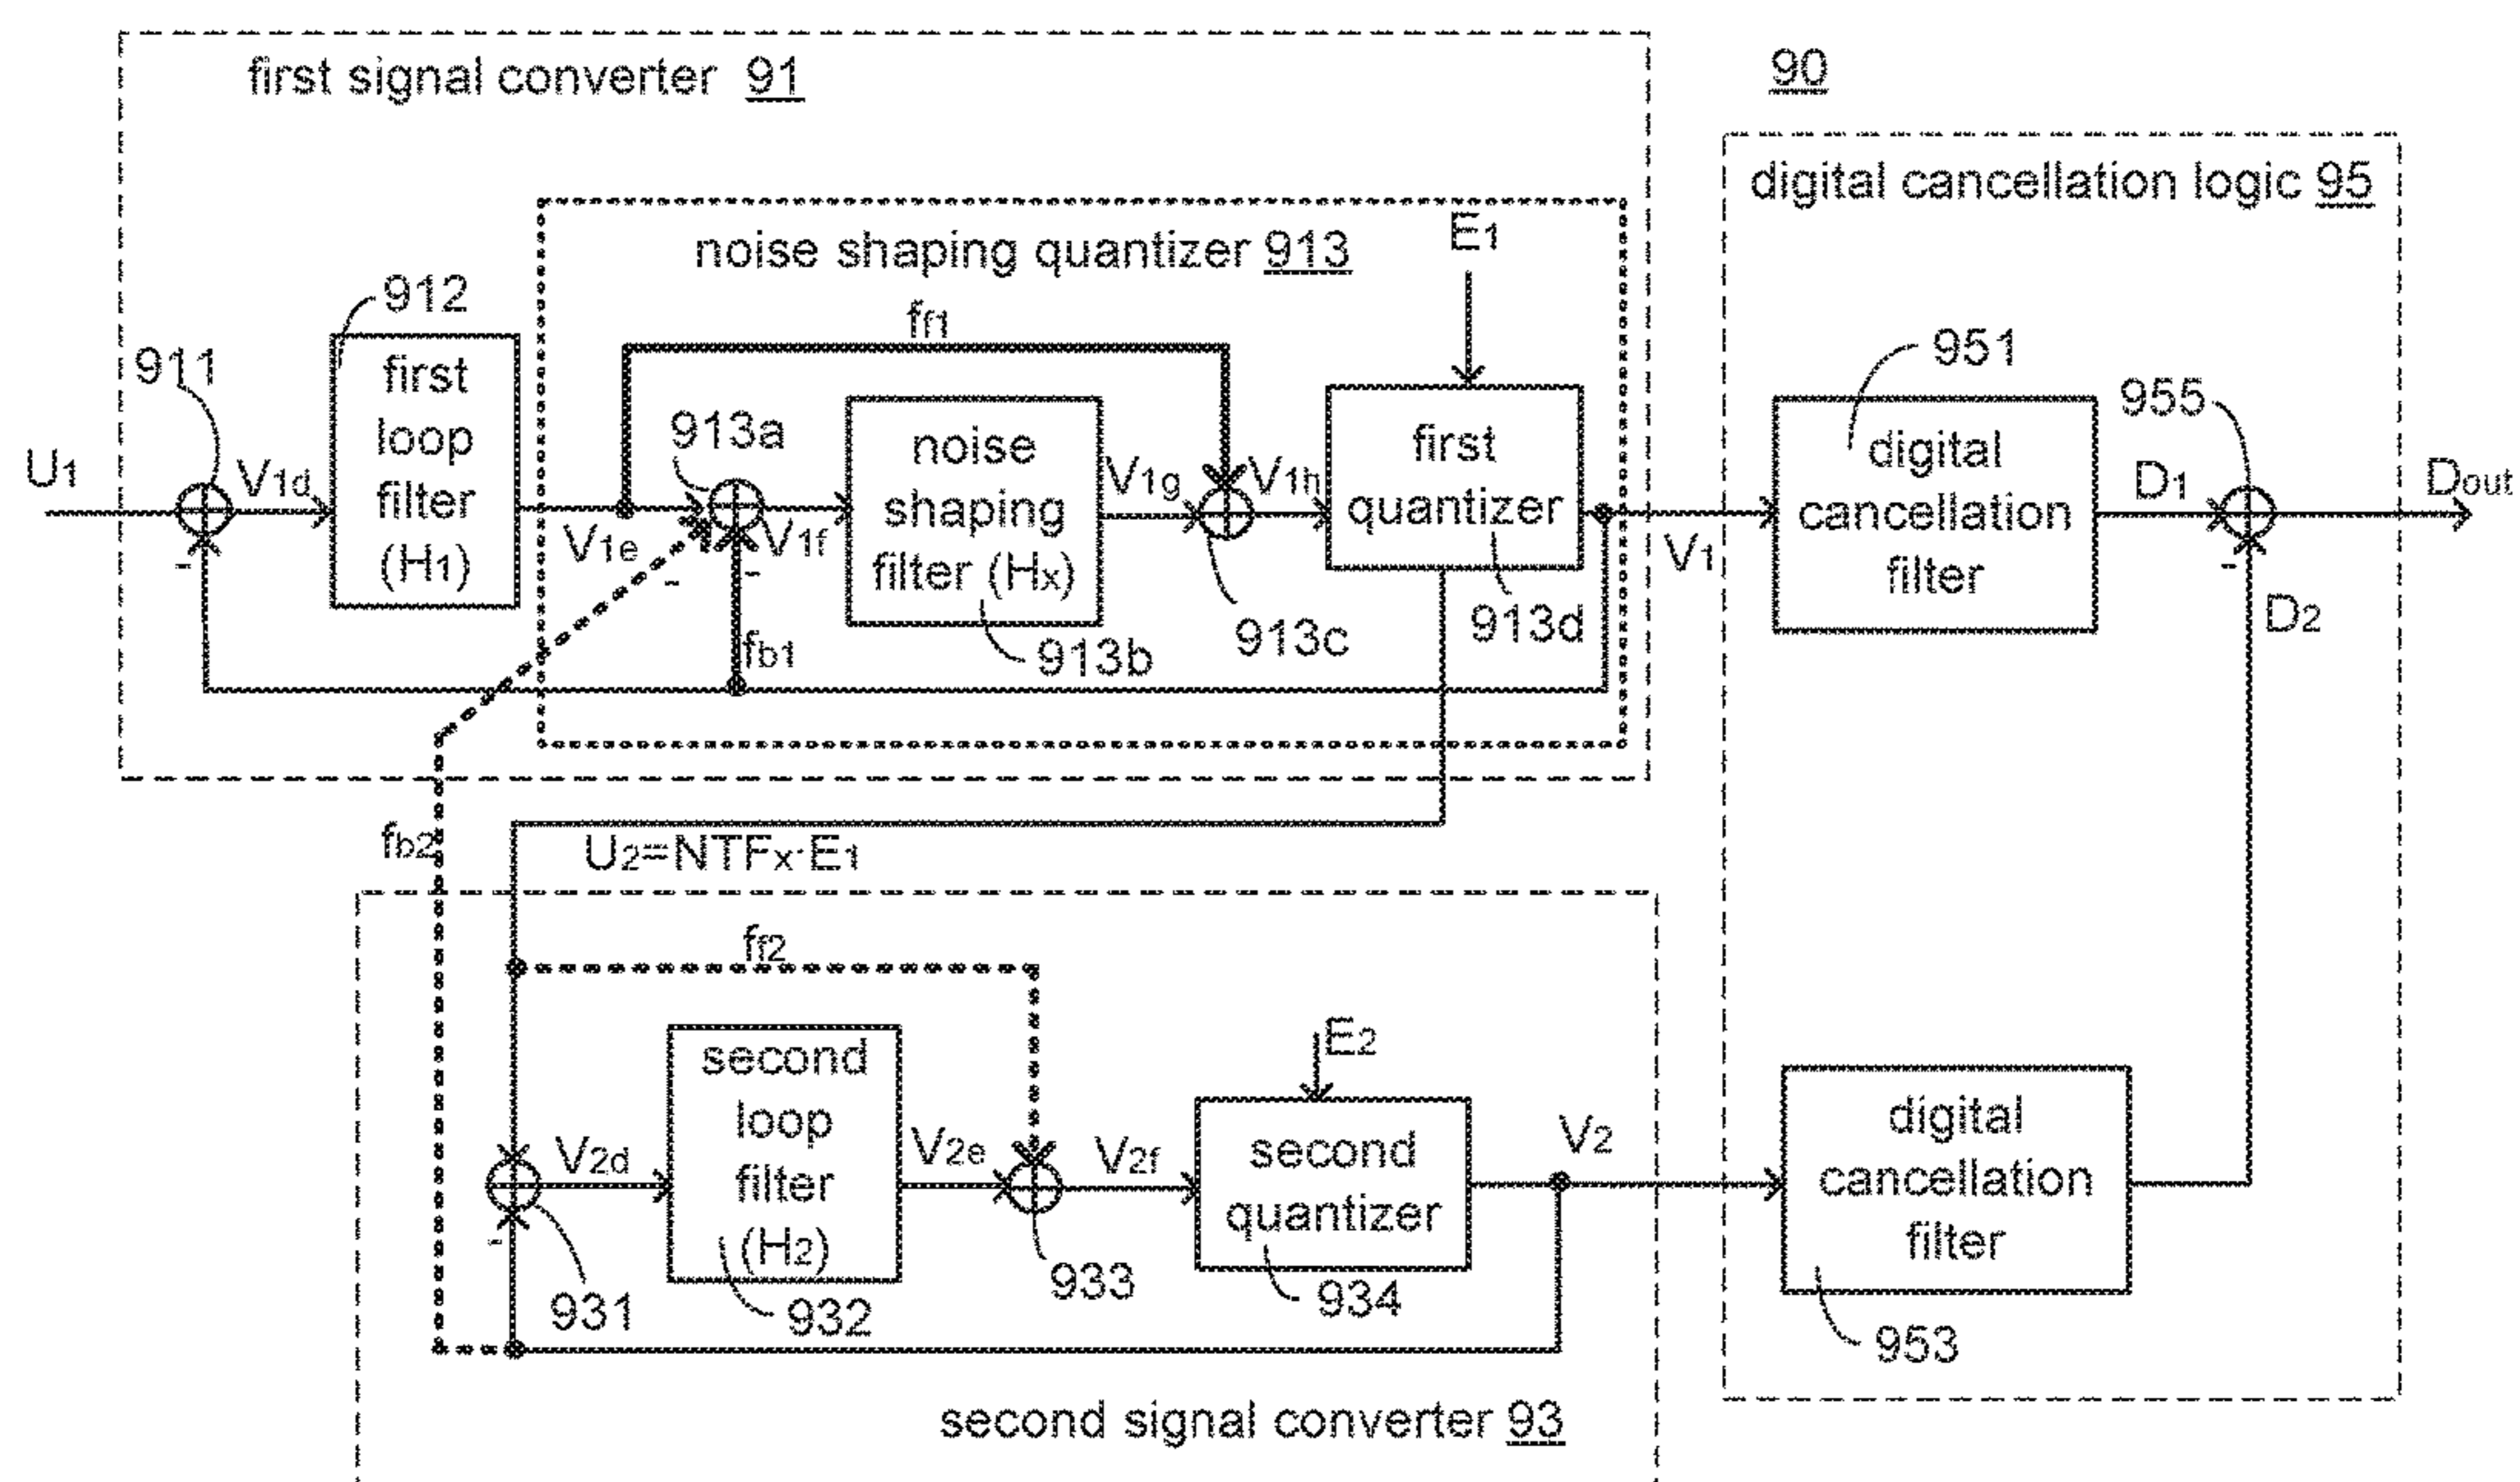 first signal converter 91
90
digital cancellation logic 95
noise shaping quantizer 913
E1
912
ff1
911
first
loop
filter
(H1)
913a
noise
shaping
filter (Hx)
first
quantizer
951
digital
cancellation
filter
955
U1
V1d
V1e
V1f
V1g
V1h
V1
D1
Dout
-
-
-
-
fb1
913b
913c
913d
D2
fb2
U2=NTFx·E1
ff2
second
loop
filter
(H2)
E2
V2d
V2e
V2f
second
quantizer
V2
digital
cancellation
filter
-
931
932
933
934
953
second signal converter 93